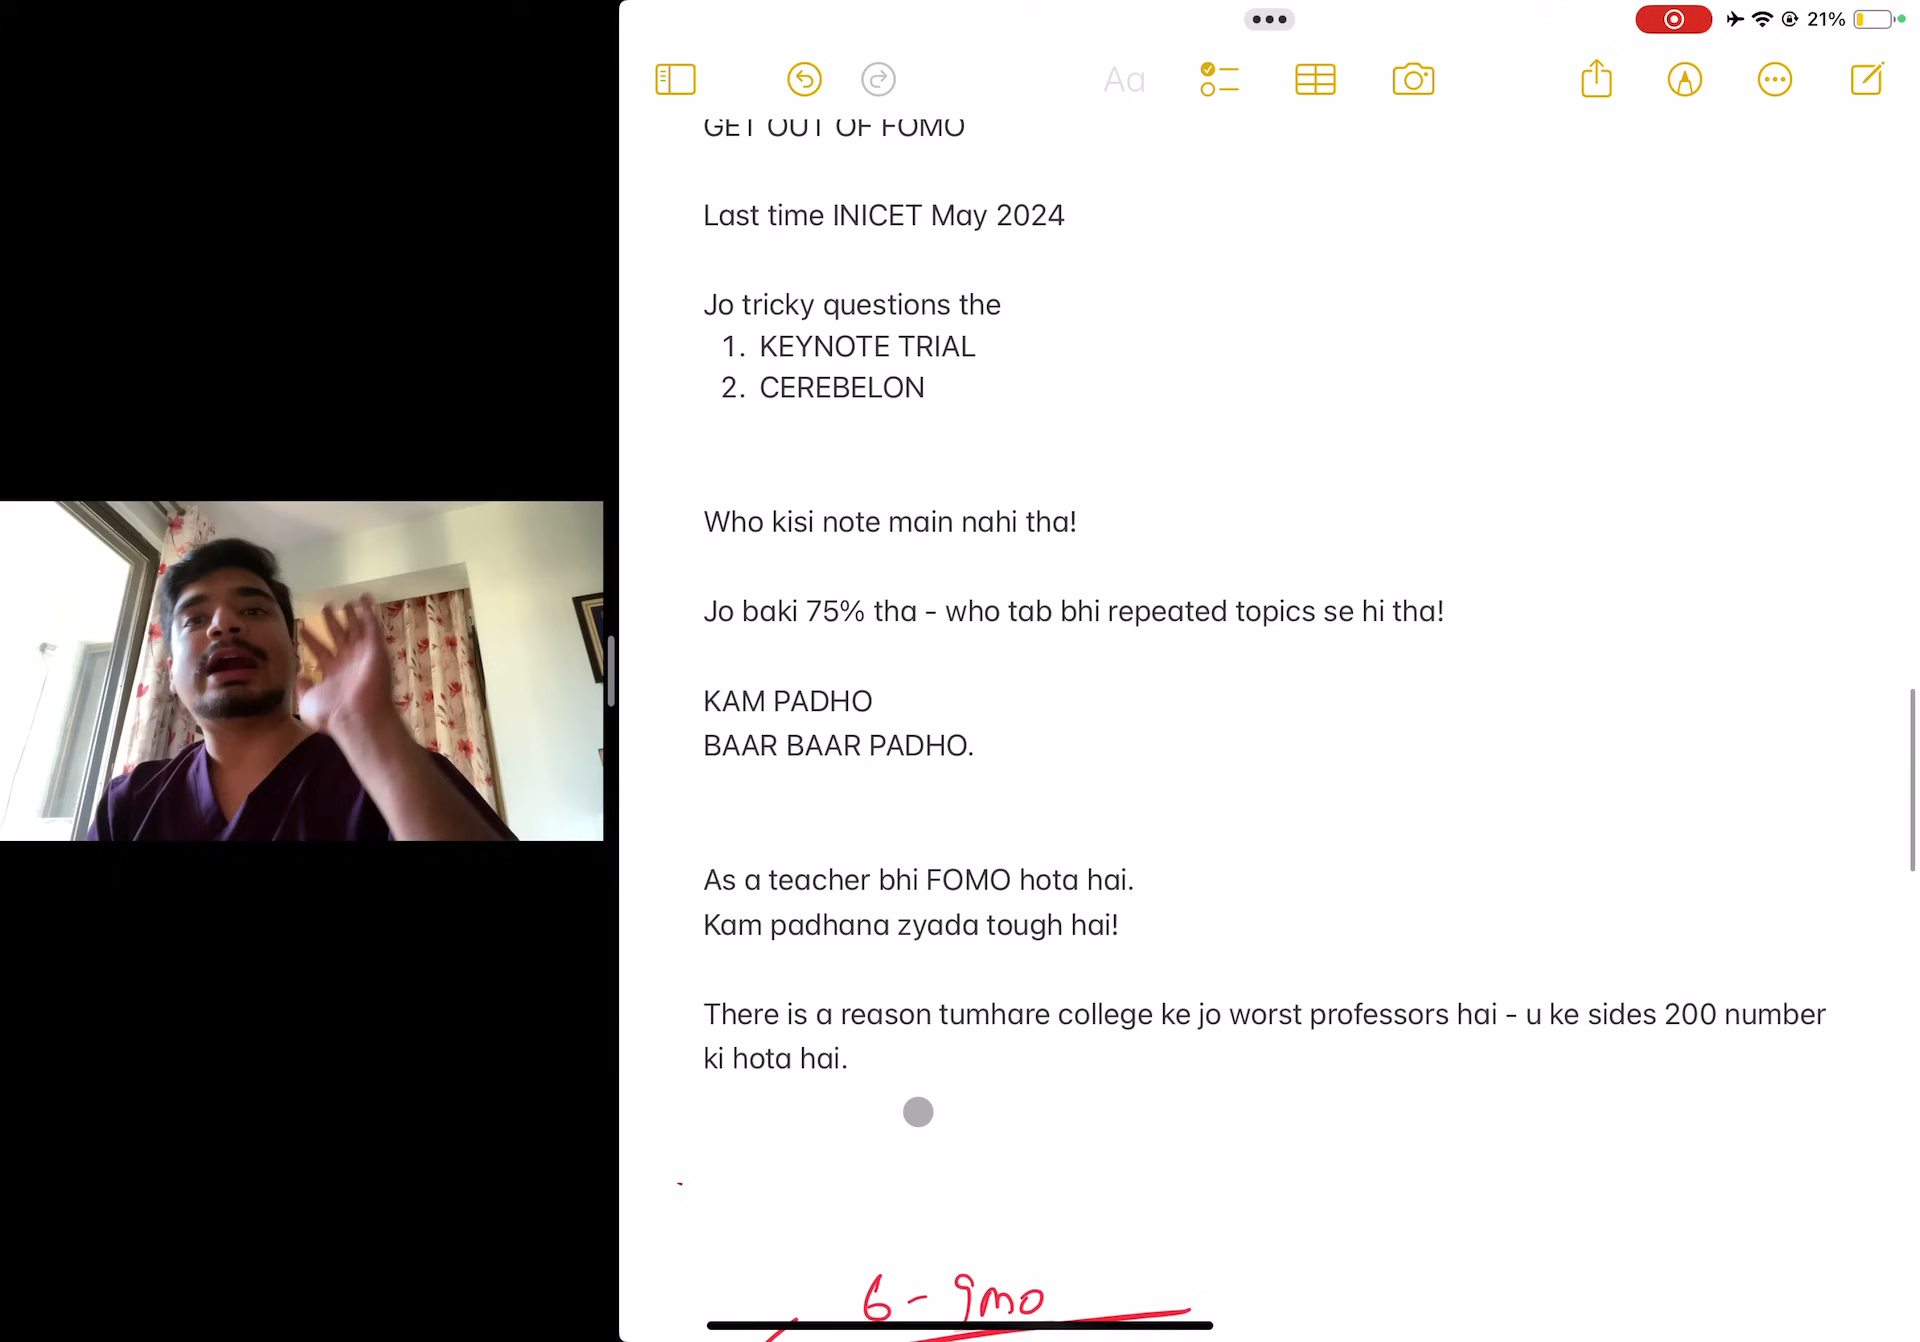 21%
Aa
GET OUT OF FOMO
Last time INICET May 2024
Jo tricky questions the
1. KEYNOTE TRIAL
2. CEREBELON
Who kisi note main nahi tha!
Jo baki 75% tha - who tab bhi repeated topics se hi tha!
KAM PADHO
BAAR BAAR PADHO.
As a teacher bhi FOMO hota hai.
Kam padhana zyada tough hai!
There is a reason tumhare college ke jo worst professors hai - u ke sides 200 number
ki hota hai.
6 - 9mo